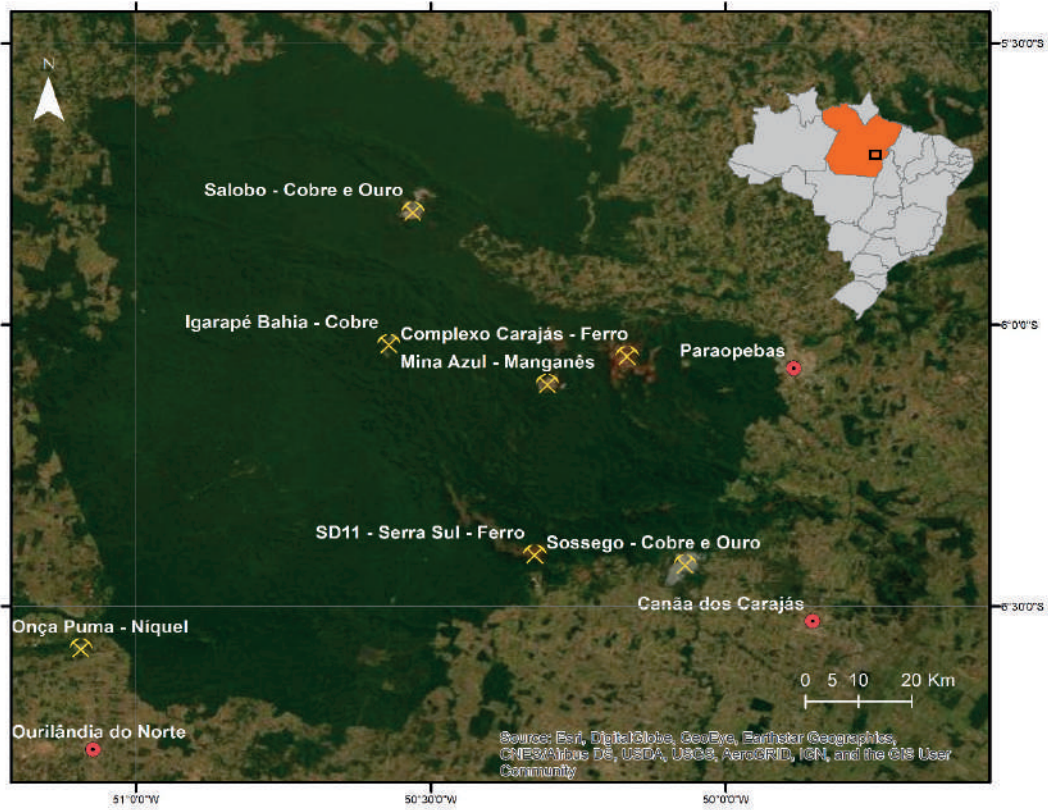 5°30'0"S
N
Salobo - Cobre e Ouro
Igarapé Bahia - Cobre
Complexo Carajás - Ferro
6°0'0"S
Mina Azul - Manganês
Paraopebas
SD11 - Serra Sul - Ferro
Sossego - Cobre e Ouro
Canãa dos Carajás
6°30'0"S
Onça Puma - Níquel
0 5 10 20 Km
Ourilândia do Norte
Source: Esri, DigitalGlobe, GeoEye, Earthstar Geographics,
CNES/Airbus DS, USDA, USGS, AeroGRID, IGN, and the GIS User
Community
51°0'0"W
50°30'0"W
50°0'0"W